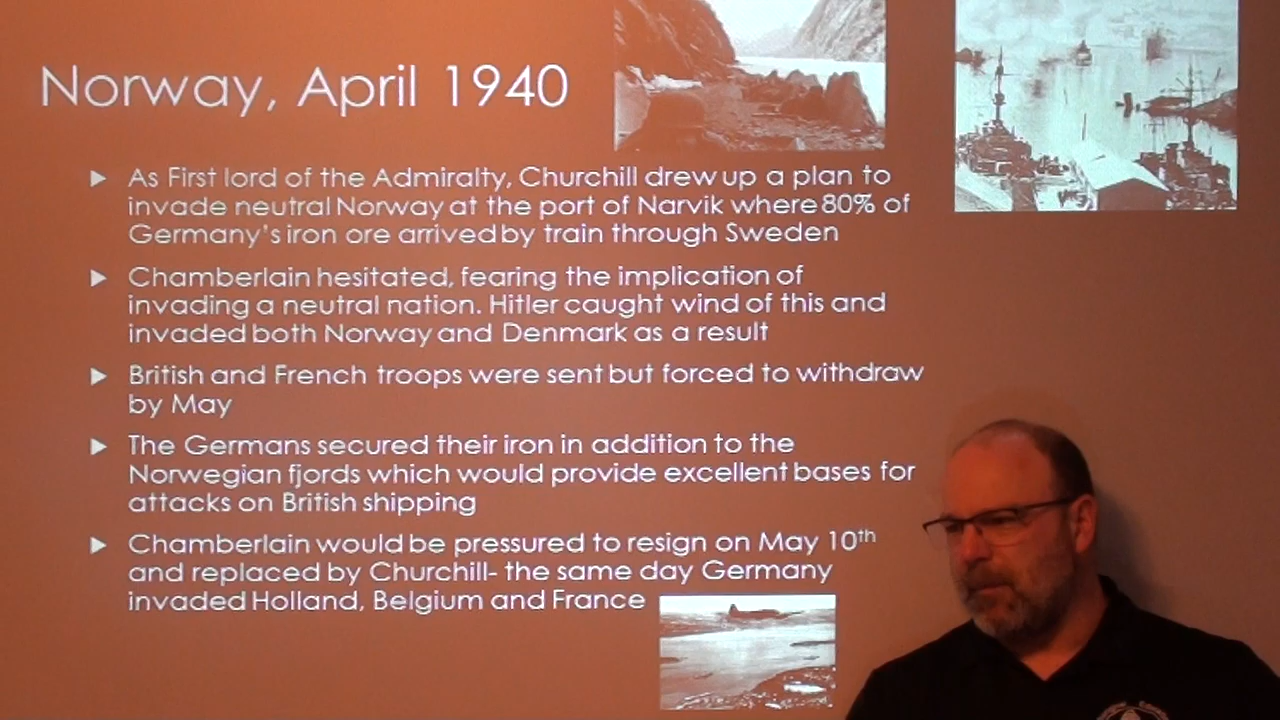 Norway, April 1940
As First lord of the Admiralty, Churchill drew up a plan to
invade neutral Norway at the port of Narvik where 80% of
Germany's iron ore arrived by train through Sweden
Chamberlain hesitated, fearing the implication of
invading a neutral nation. Hitler caught wind of this and
invaded both Norway and Denmark as a result
British and French troops were sent but forced to withdraw
by May
The Germans secured their iron in addition to the
Norwegian fjords which would provide excellent bases for
attacks on British shipping
Chamberlain would be pressured to resign on May 10th
and replaced by Churchill- the same day Germany
invaded Holland, Belgium and France